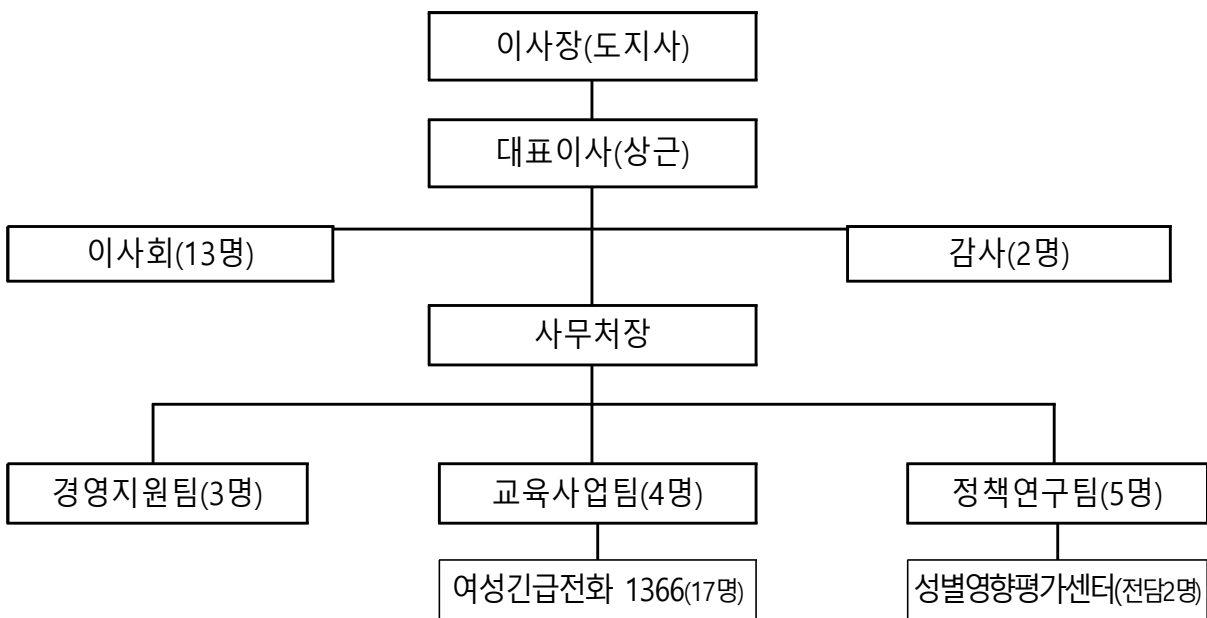 이사장(도지사)
대표이사(상근)
이사회(13명)
감사(2명)
사무처장
경영지원팀(3명)
교육사업팀(4명)
정책연구팀(5명)
여성긴급전화 1366(17명)
성별영향평가센터(전담2명)